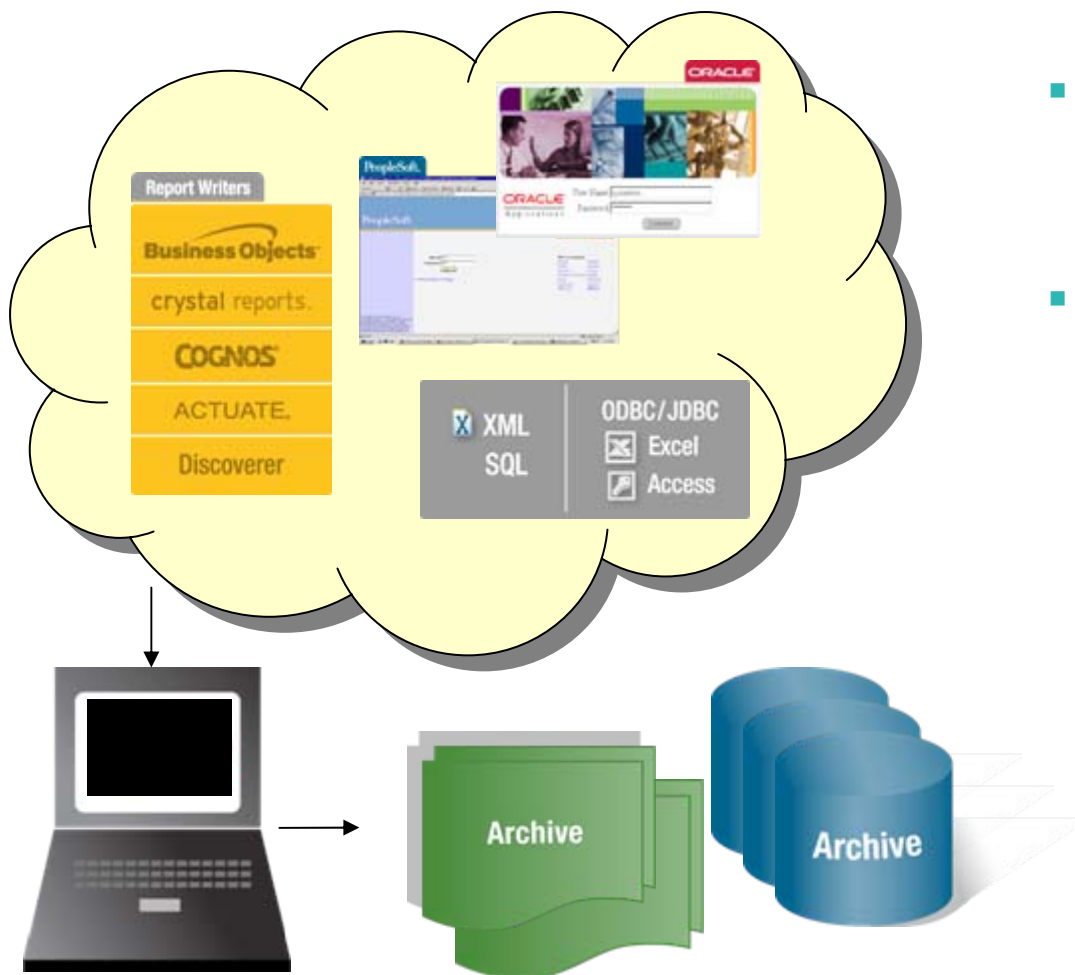 ORACLE
PeopleSoft.
Report Writers
Business Objects
crystal reports.
COGNOS
ACTUATE.
Discoverer
PeopleSoft.
ORACLE
Applications
User Name
Password
XML
SQL
ODBC/JDBC
Excel
Access
Archive
Archive